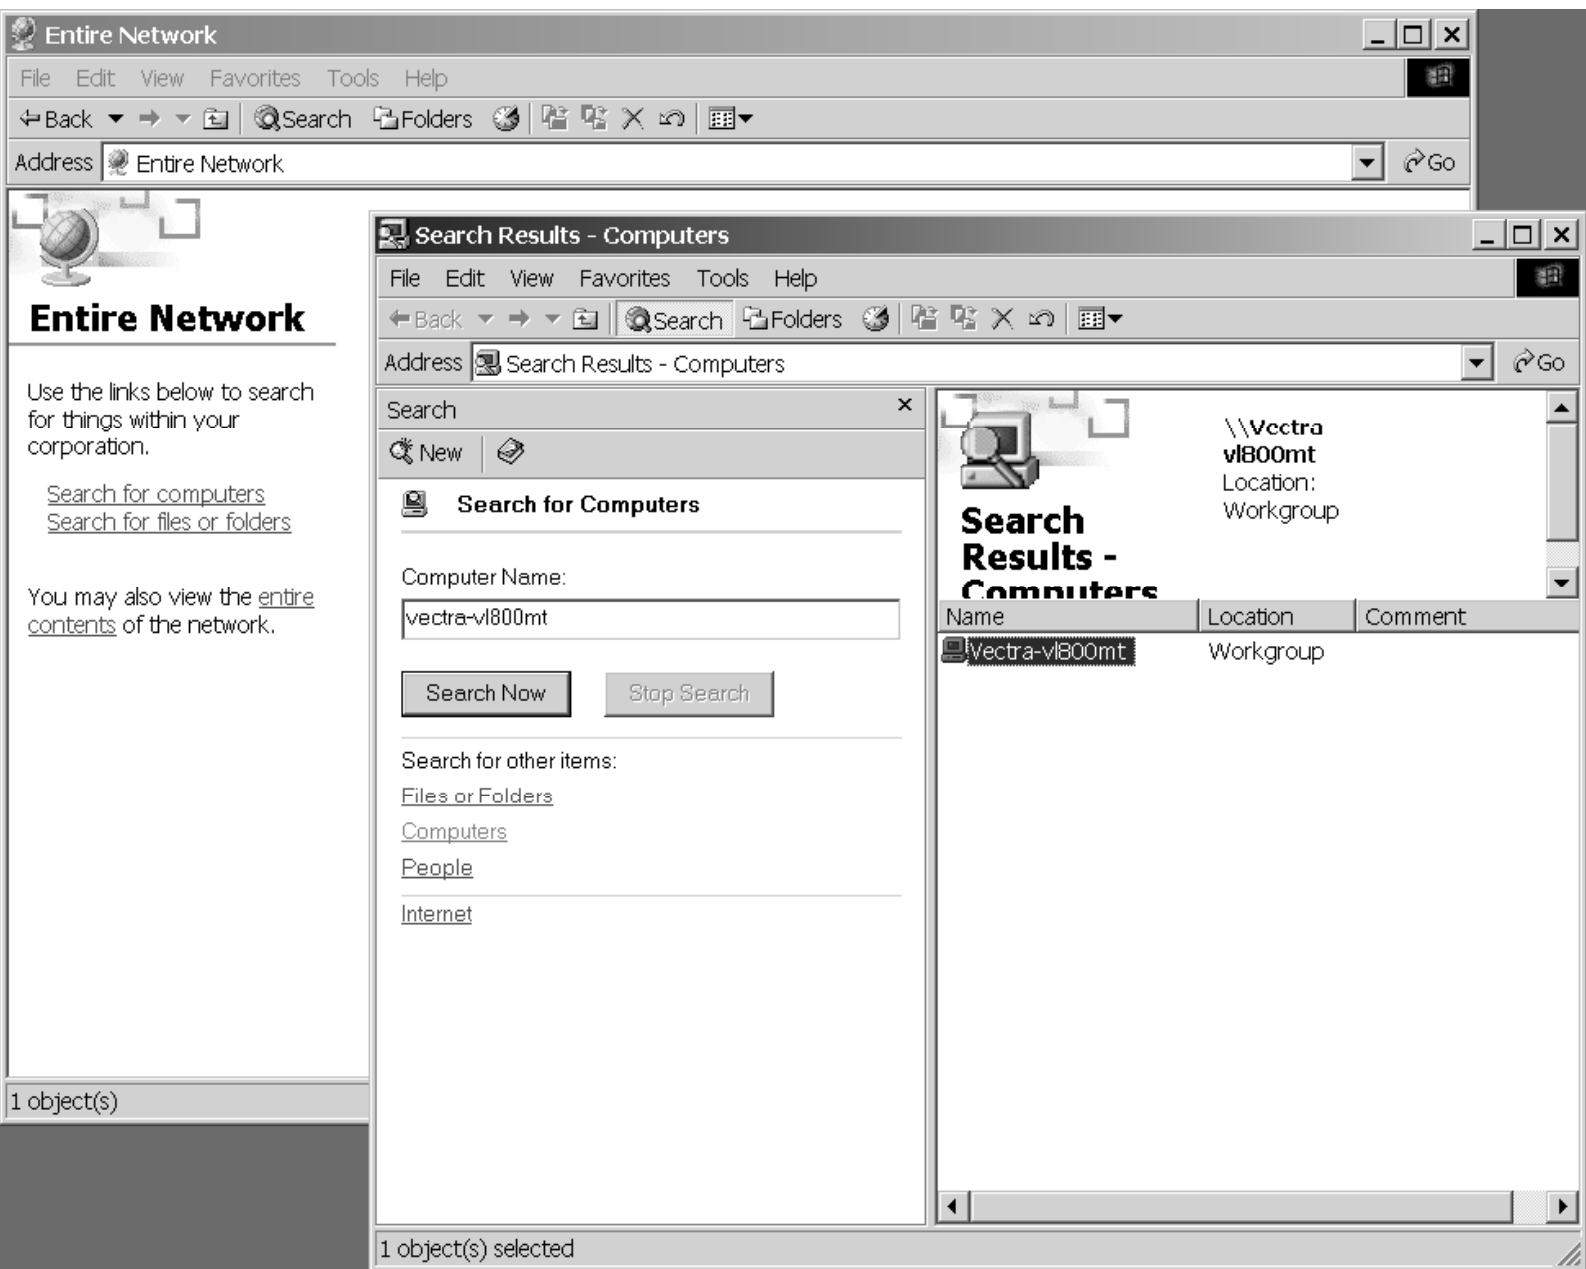 Entire Network
File Edit View Favorites Tools Help
Back Search Folders
Address Entire Network Go
Entire Network
Use the links below to search
for things within your
corporation.
Search for computers
Search for files or folders
You may also view the entire
contents of the network.
1 object(s)
Search Results - Computers
File Edit View Favorites Tools Help
Back Search Folders
Address Search Results - Computers Go
Search
New
Search for Computers
Computer Name:
vectra-vl800mt
Search Now Stop Search
Search for other items:
Files or Folders
Computers
People
Internet
Search
Results -
Computers
\\Vectra
vl800mt
Location:
Workgroup
Name Location Comment
Vectra-vl800mt Workgroup
1 object(s) selected